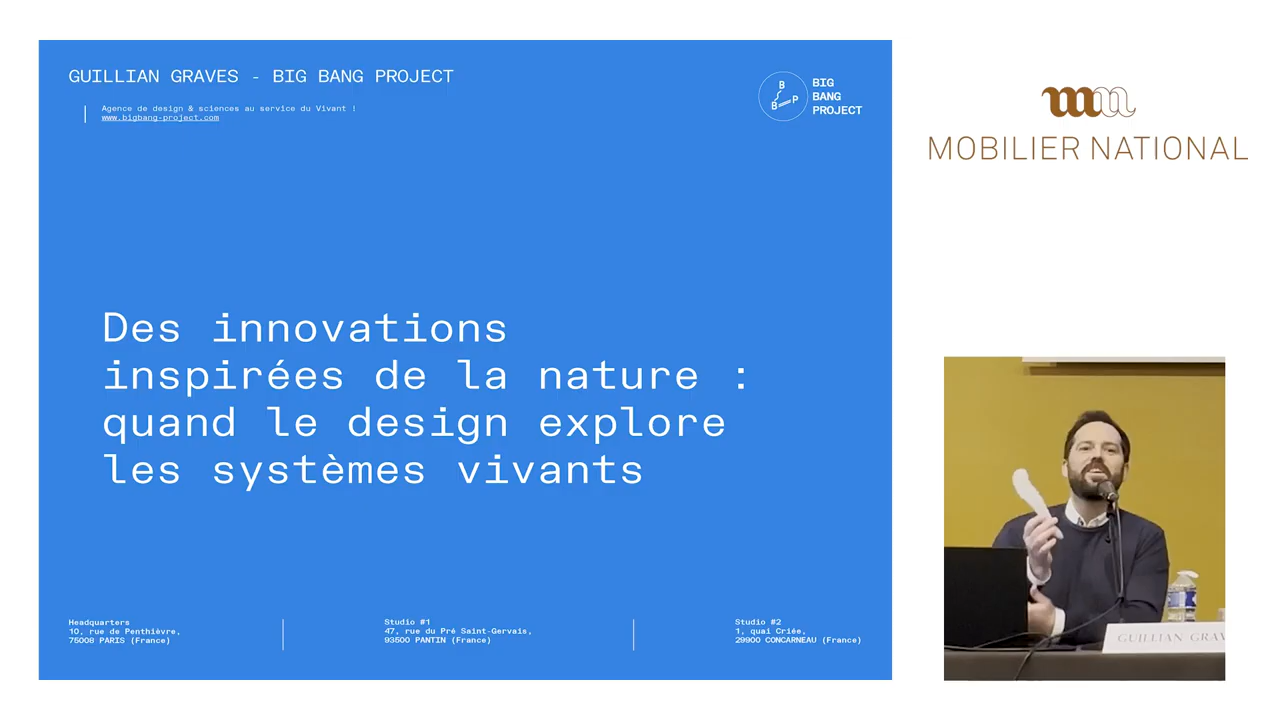 GUILLIAN GRAVES - BIG BANG PROJECT
Agence de design & sciences au service du Vivant !
www.bigbang-project.com
B
B
P
BIG
BANG
PROJECT
Des innovations
inspirées de la nature :
quand le design explore
les systèmes vivants
Headquarters
10, rue de Penthièvre,
75008 PARIS (France)
Studio #1
47, rue du Pré Saint-Gervais,
93500 PANTIN (France)
Studio #2
1, quai Criée,
29900 CONCARNEAU (France)
mm
MOBILIER NATIONAL
GUILLIAN GRAV